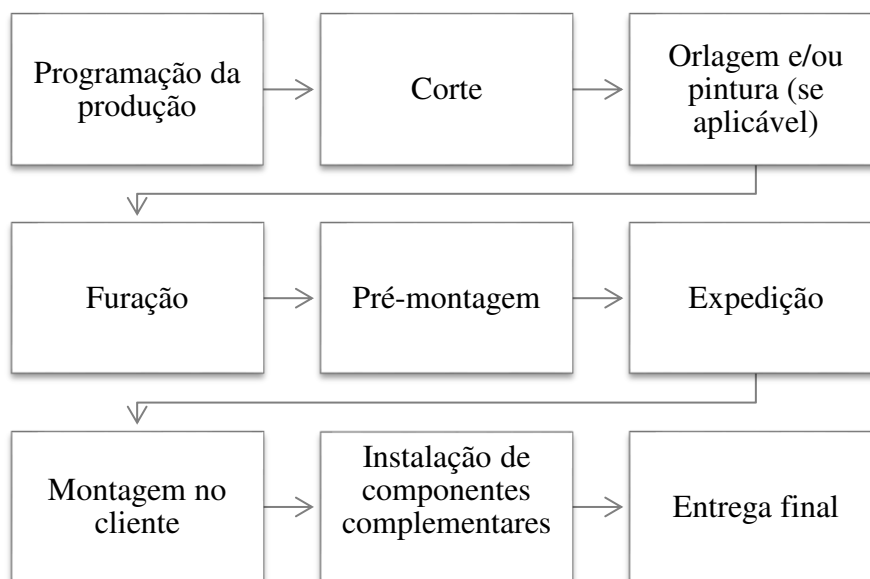 Programação da
produção
Corte
Orlagem e/ou
pintura (se
aplicável)
Furação
Pré-montagem
Expedição
Montagem no
cliente
Instalação de
componentes
complementares
Entrega final